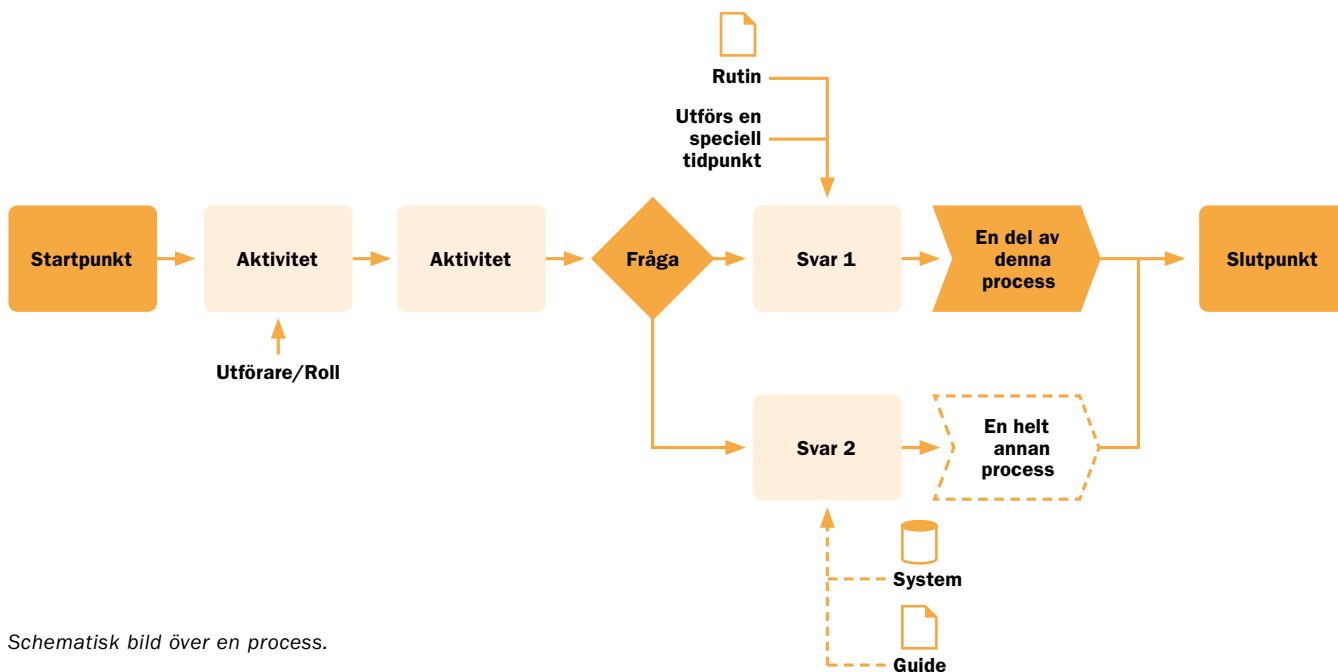 Rutin
Utförs en
speciell
tidpunkt
Startpunkt
Aktivitet
Aktivitet
Fråga
Svar 1
En del av
denna
process
Slutpunkt
Utförare/Roll
Svar 2
En helt
annan
process
System
Guide
Schematisk bild över en process.